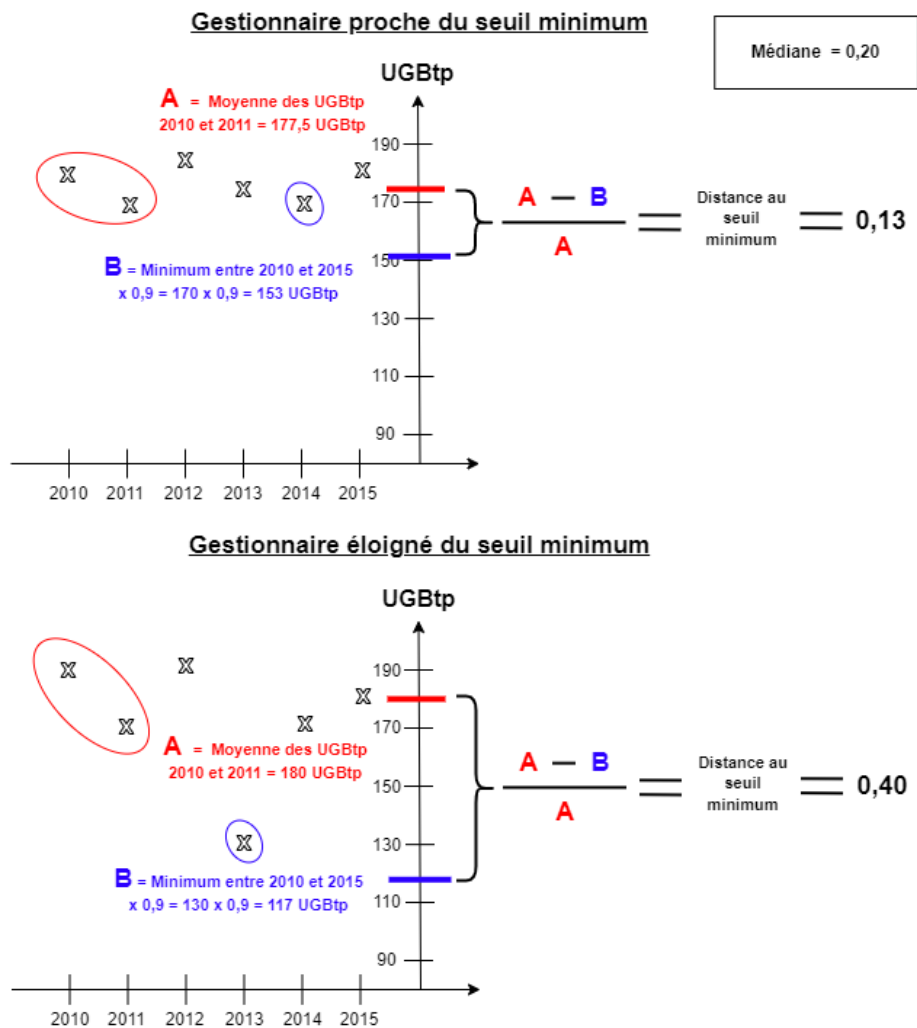 Gestionnaire proche du seuil minimum
Médiane = 0,20
UGBtp
A = Moyenne des UGBtp
2010 et 2011 = 177,5 UGBtp
190
170
150
130
110
90
X X X X X X
B = Minimum entre 2010 et 2015
x 0,9 = 170 x 0,9 = 153 UGBtp
A — B
A
=
Distance au
seuil
minimum
=
0,13
2010 2011 2012 2013 2014 2015
Gestionnaire éloigné du seuil minimum
UGBtp
190
170
150
130
110
90
X X X X X X
A = Moyenne des UGBtp
2010 et 2011 = 180 UGBtp
B = Minimum entre 2010 et 2015
x 0,9 = 130 x 0,9 = 117 UGBtp
A — B
A
=
Distance au
seuil
minimum
=
0,40
2010 2011 2012 2013 2014 2015